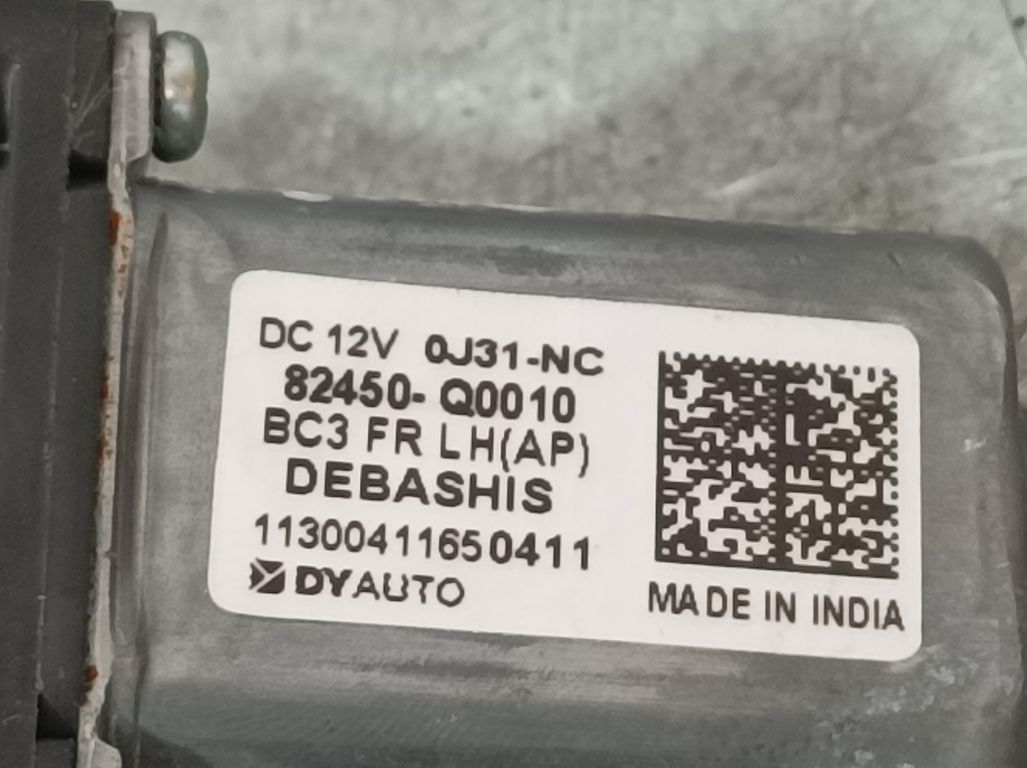 DC 12V 0J31-NC
82450-Q0010
BC3 FR LH(AP)
DEBASHIS
11300411650411
DYAUTO
MADE IN INDIA